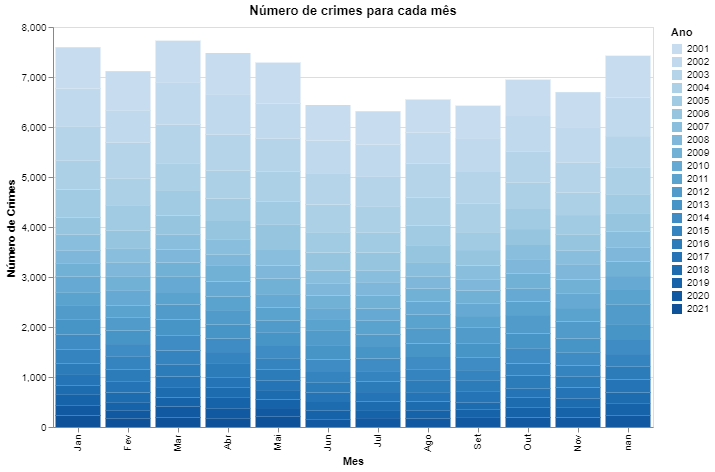 Número de crimes para cada mês
Número de Crimes
8,000
7,000
6,000
5,000
4,000
3,000
2,000
1,000
0
Jan
Fev
Mar
Abr
Mai
Jun
Jul
Ago
Set
Out
Nov
nan
Mes
Ano
2001
2002
2003
2004
2005
2006
2007
2008
2009
2010
2011
2012
2013
2014
2015
2016
2017
2018
2019
2020
2021